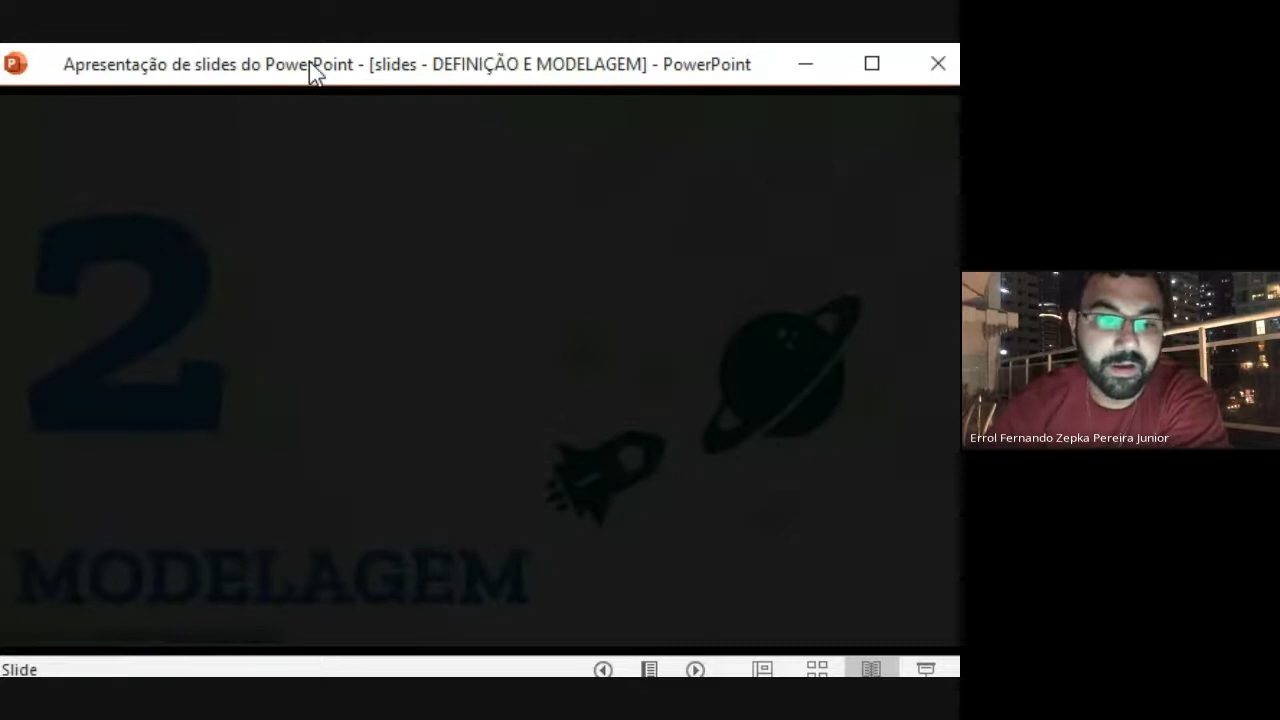 Apresentação de slides do PowerPoint - [slides - DEFINIÇÃO E MODELAGEM] - PowerPoint
2
MODELAGEM
Errol Fernando Zepka Pereira Junior
Slide